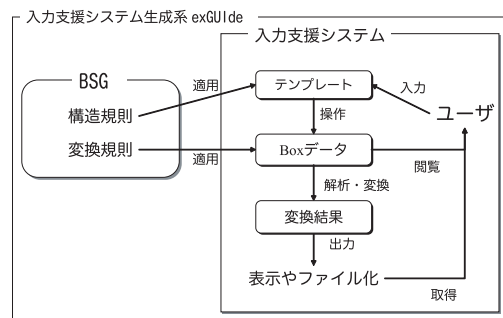 入力支援システム生成系 exGUIde
入力支援システム
BSG
構造規則
変換規則
適用
適用
テンプレート
入力
ユーザ
操作
Boxデータ
閲覧
解析・変換
変換結果
出力
表示やファイル化
取得